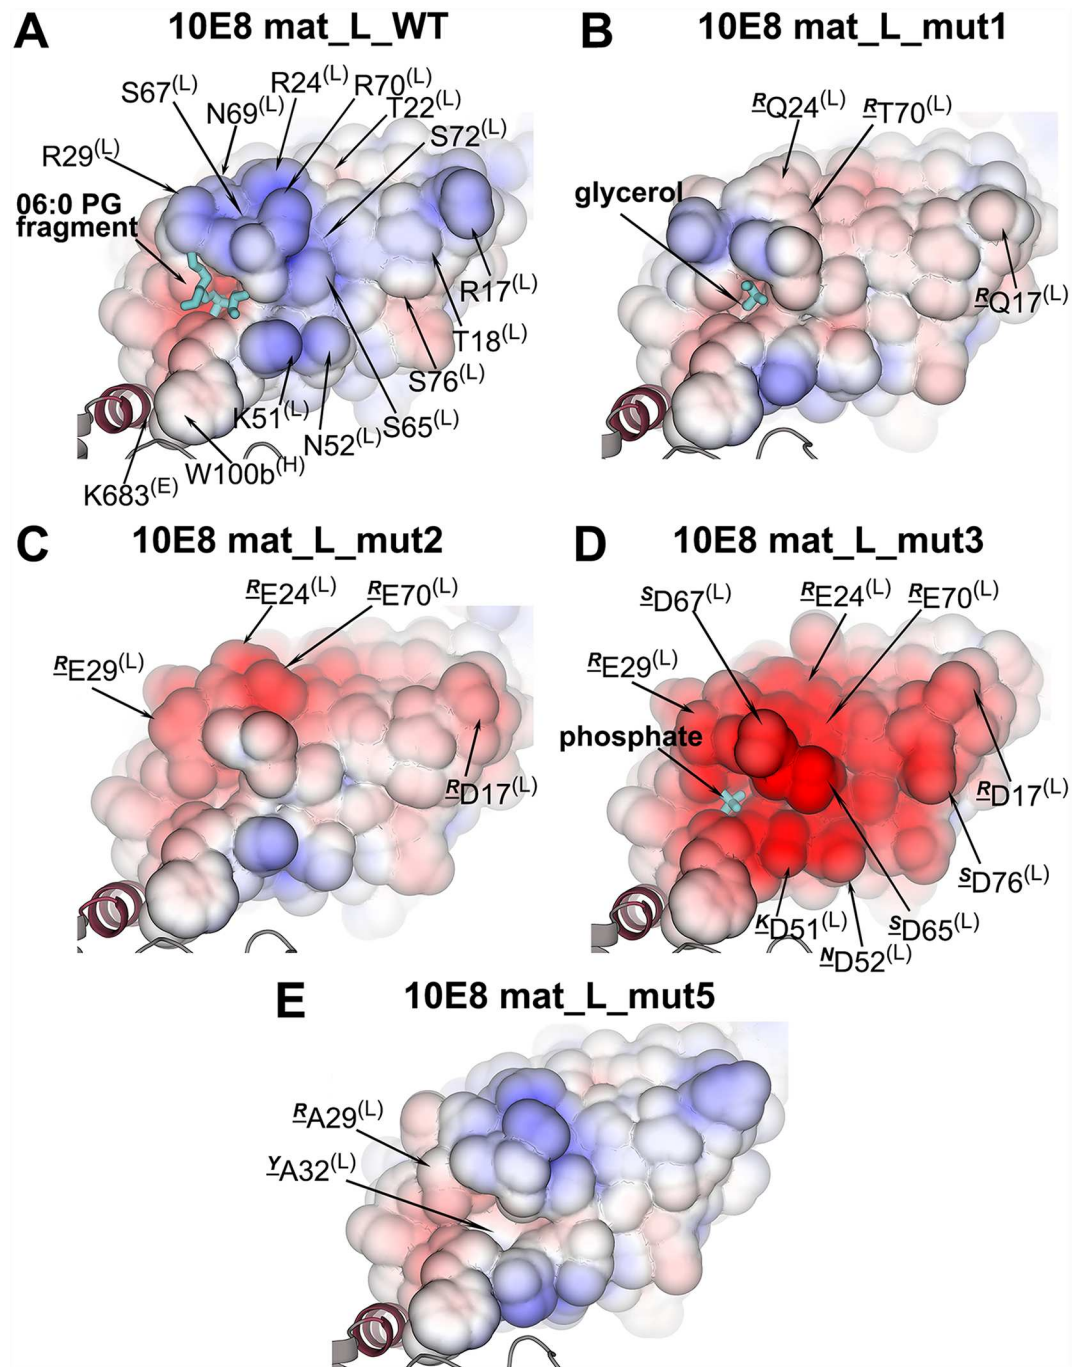 A 10E8 mat_L_WT
S67(L) R24(L) R70(L)
N69(L) T22(L)
S72(L)
R29(L)
06:0 PG
fragment
R17(L)
T18(L)
S76(L)
K51(L)
S65(L)
N52(L)
W100b(H)
K683(E)
B 10E8 mat_L_mut1
RQ24(L) RT70(L)
glycerol
RQ17(L)
C 10E8 mat_L_mut2
RE24(L) RE70(L)
RE29(L)
RD17(L)
D 10E8 mat_L_mut3
SD67(L) RE24(L) RE70(L)
RE29(L)
phosphate
RD17(L)
SD76(L)
KD51(L) SD65(L)
ND52(L)
E 10E8 mat_L_mut5
RA29(L)
YA32(L)